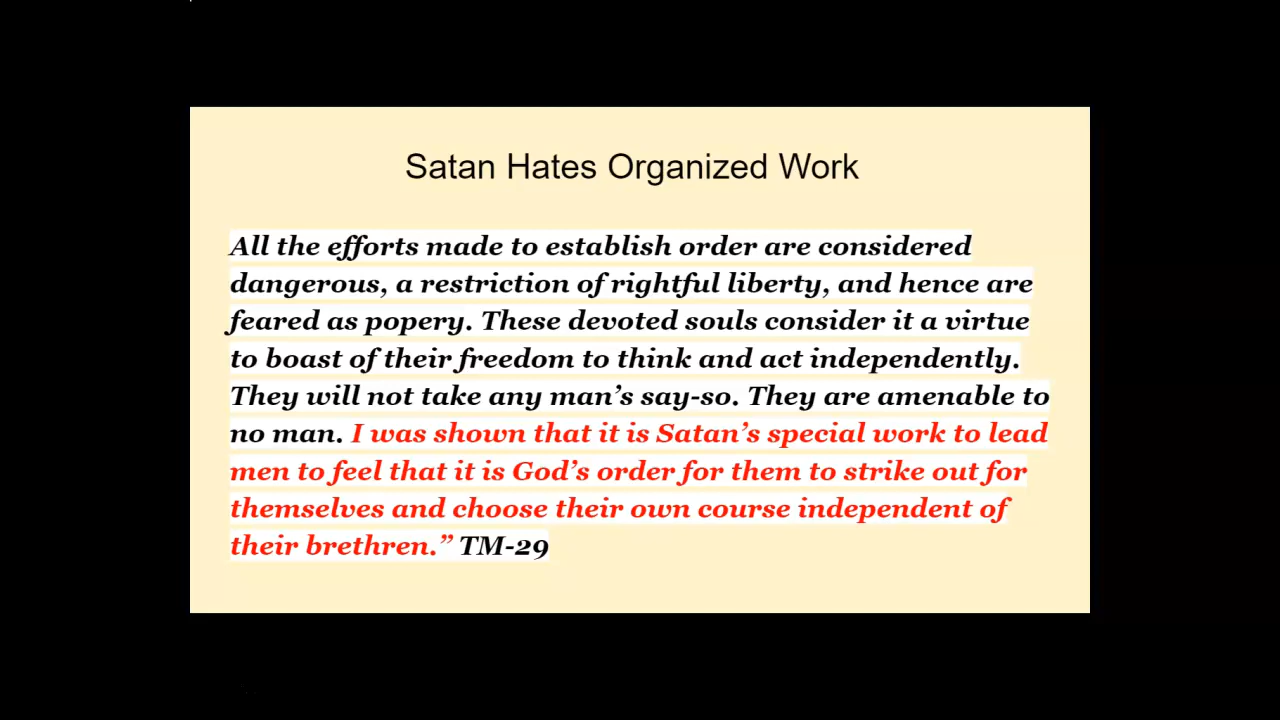 Satan Hates Organized Work
All the efforts made to establish order are considered
dangerous, a restriction of rightful liberty, and hence are
feared as popery. These devoted souls consider it a virtue
to boast of their freedom to think and act independently.
They will not take any man’s say-so. They are amenable to
no man. I was shown that it is Satan’s special work to lead
men to feel that it is God’s order for them to strike out for
themselves and choose their own course independent of
their brethren.” TM-29